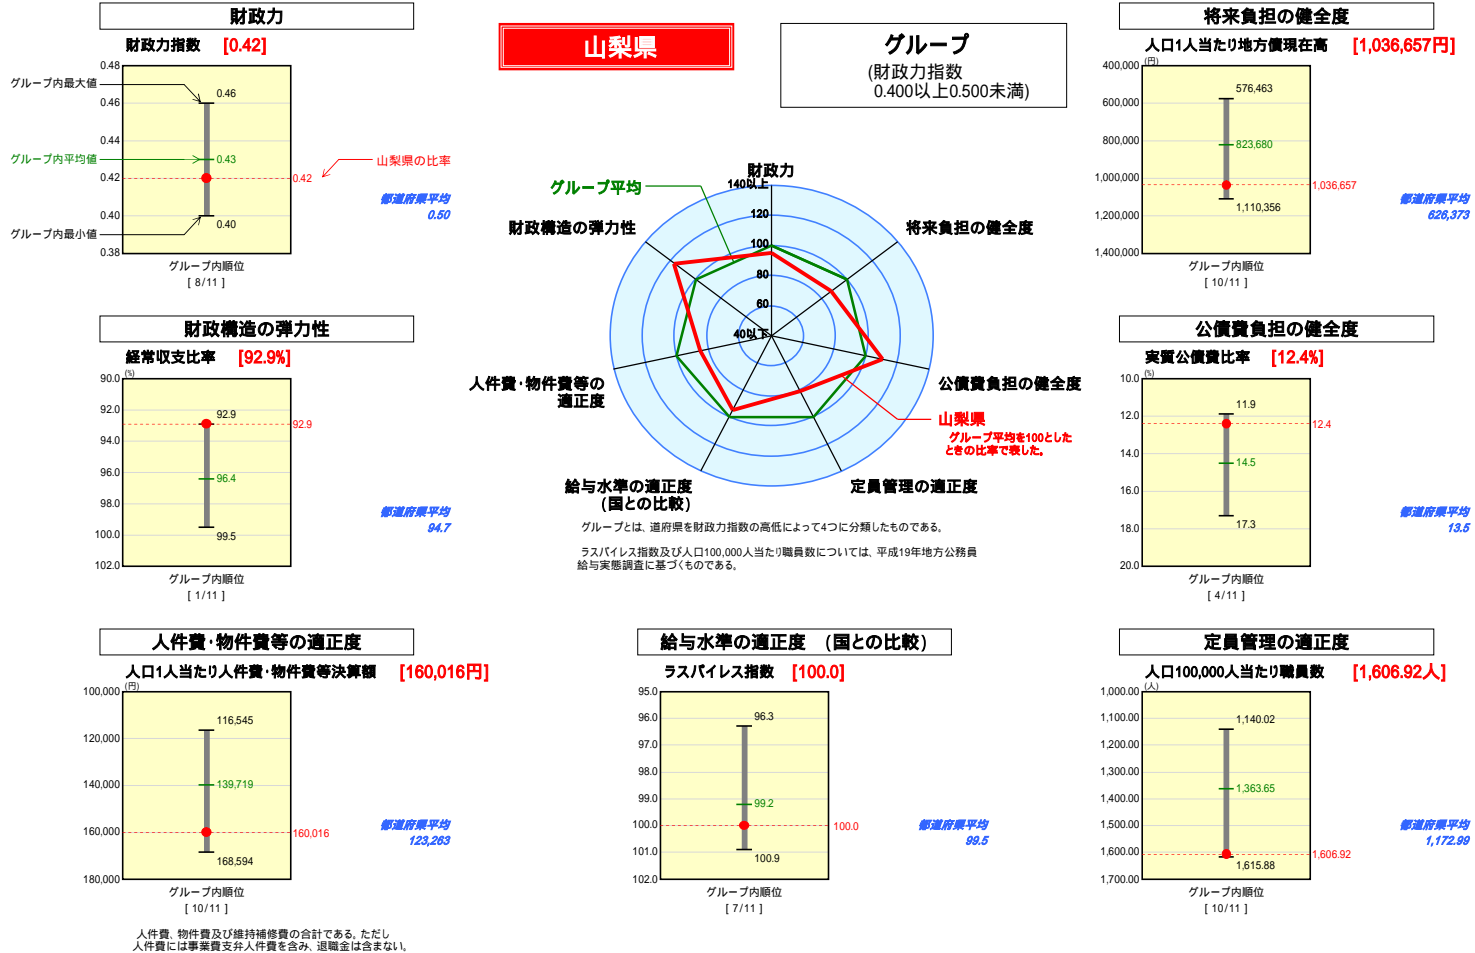 財政力
財政力指数 [0.42]
0.48
0.46
0.44
0.42
0.40
0.38
グループ内最大値
グループ内平均値
グループ内最小値
0.46
0.43
0.40
0.42
山梨県の比率
都道府県平均
0.50
グループ内順位
[ 8/11 ]
山梨県
グループ
(財政力指数
0.400以上0.500未満)
将来負担の健全度
人口1人当たり地方債現在高 [1,036,657円]
(円)
400,000
600,000
800,000
1,000,000
1,200,000
1,400,000
576,463
823,680
1,036,657
1,110,356
都道府県平均
626,373
グループ内順位
[ 10/11 ]
財政力
140以上
120
100
80
60
40以下
グループ平均
財政構造の弾力性
将来負担の健全度
人件費・物件費等の
適正度
公債費負担の健全度
山梨県
グループ平均を100とした
ときの比率で表した。
給与水準の適正度
(国との比較)
定員管理の適正度
グループとは、道府県を財政力指数の高低によって4つに分類したものである。
ラスパイレス指数及び人口100,000人当たり職員数については、平成19年地方公務員
給与実態調査に基づくものである。
財政構造の弾力性
経常収支比率 [92.9%]
(%)
90.0
92.0
94.0
96.0
98.0
100.0
102.0
92.9
92.9
96.4
99.5
都道府県平均
94.7
グループ内順位
[ 1/11 ]
公債費負担の健全度
実質公債費比率 [12.4%]
(%)
10.0
12.0
14.0
16.0
18.0
20.0
11.9
12.4
14.5
17.3
都道府県平均
13.5
グループ内順位
[ 4/11 ]
人件費・物件費等の適正度
人口1人当たり人件費・物件費等決算額 [160,016円]
(円)
100,000
120,000
140,000
160,000
180,000
116,545
139,719
160,016
168,594
都道府県平均
123,263
グループ内順位
[ 10/11 ]
人件費、物件費及び維持補修費の合計である。ただし
人件費には事業費支弁人件費を含み、退職金は含まない。
給与水準の適正度 (国との比較)
ラスパイレス指数 [100.0]
95.0
96.0
97.0
98.0
99.0
100.0
101.0
102.0
96.3
99.2
100.0
100.9
都道府県平均
99.5
グループ内順位
[ 7/11 ]
定員管理の適正度
人口100,000人当たり職員数 [1,606.92人]
(人)
1,000.00
1,100.00
1,200.00
1,300.00
1,400.00
1,500.00
1,600.00
1,700.00
1,140.02
1,363.65
1,606.92
1,615.88
都道府県平均
1,172.99
グループ内順位
[ 10/11 ]